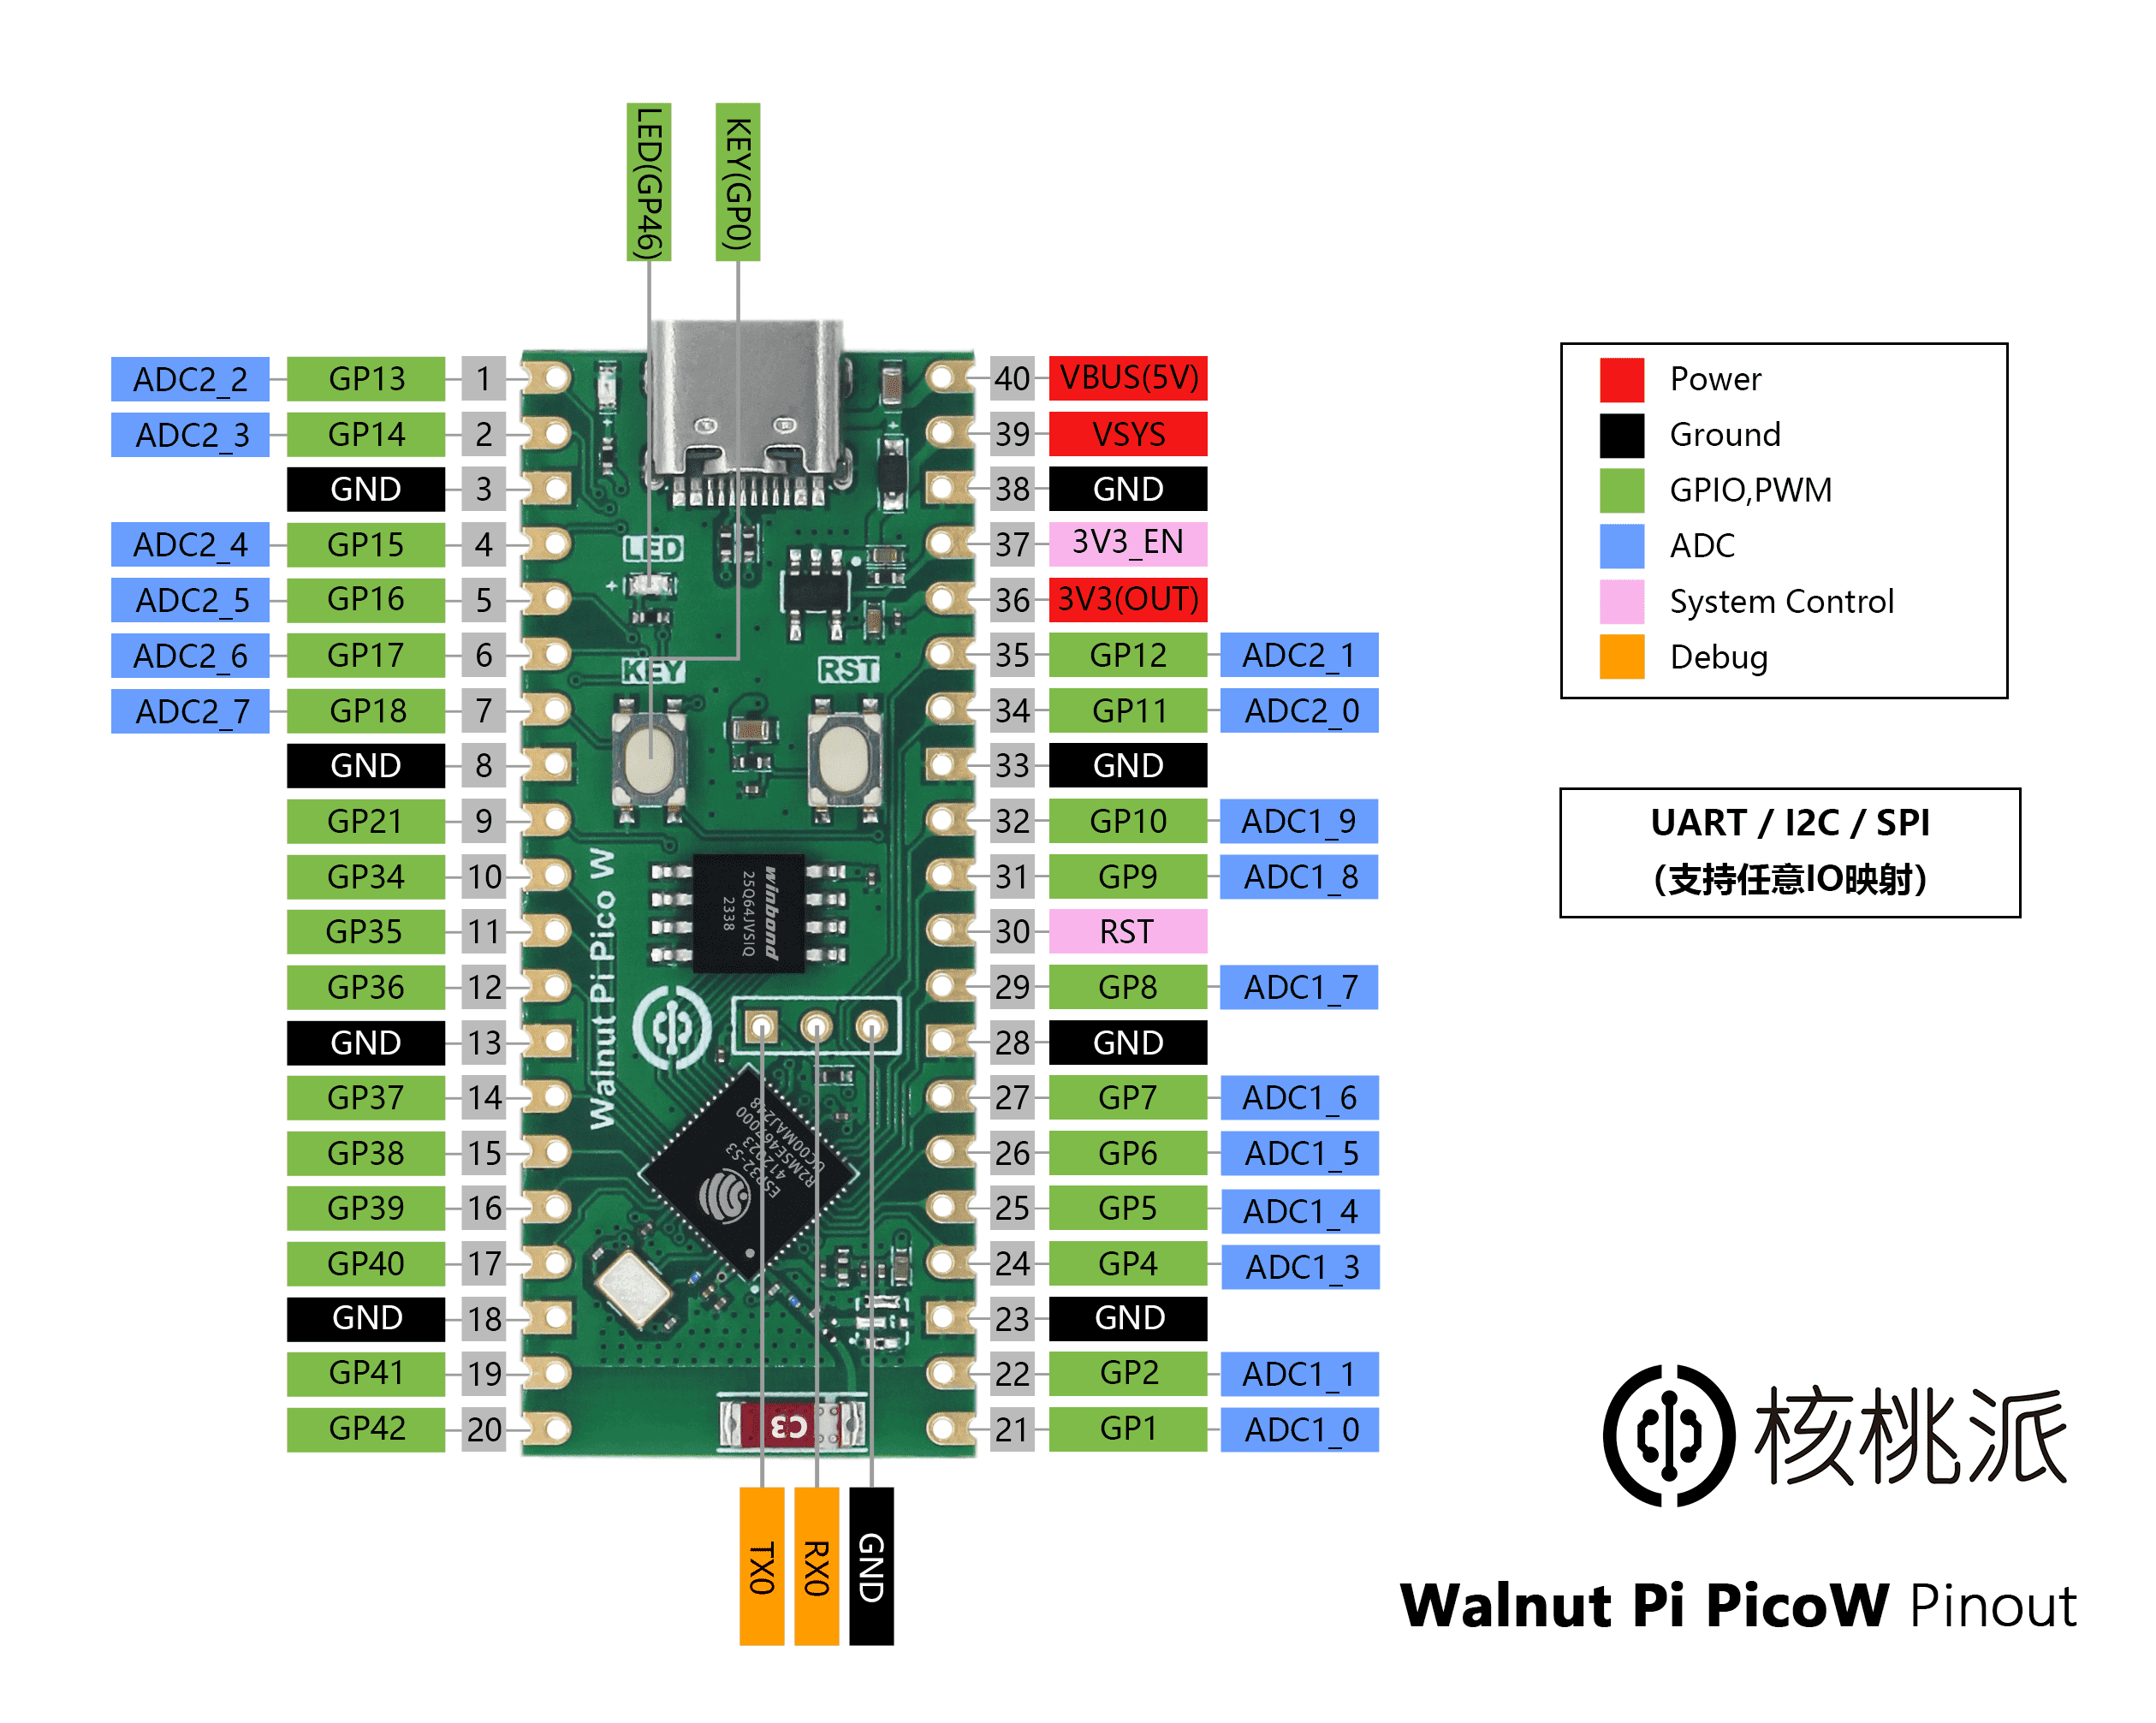 LED(GP46)
KEY(GP0)
ADC2_2 GP13 1
ADC2_3 GP14 2
GND 3
ADC2_4 GP15 4
ADC2_5 GP16 5
ADC2_6 GP17 6
ADC2_7 GP18 7
GND 8
GP21 9
GP34 10
GP35 11
GP36 12
GND 13
GP37 14
GP38 15
GP39 16
GP40 17
GND 18
GP41 19
GP42 20
LED
KEY
RST
winbond
25Q64JVSIQ
2338
Walnut Pi Pico W
ESP32-S3
C3
40 VBUS(5V)
39 VSYS
38 GND
37 3V3_EN
36 3V3(OUT)
35 GP12 ADC2_1
34 GP11 ADC2_0
33 GND
32 GP10 ADC1_9
31 GP9 ADC1_8
30 RST
29 GP8 ADC1_7
28 GND
27 GP7 ADC1_6
26 GP6 ADC1_5
25 GP5 ADC1_4
24 GP4 ADC1_3
23 GND
22 GP2 ADC1_1
21 GP1 ADC1_0
TX0
RX0
GND
Power
Ground
GPIO,PWM
ADC
System Control
Debug
UART / I2C / SPI
（支持任意IO映射）
核桃派
Walnut Pi PicoW Pinout